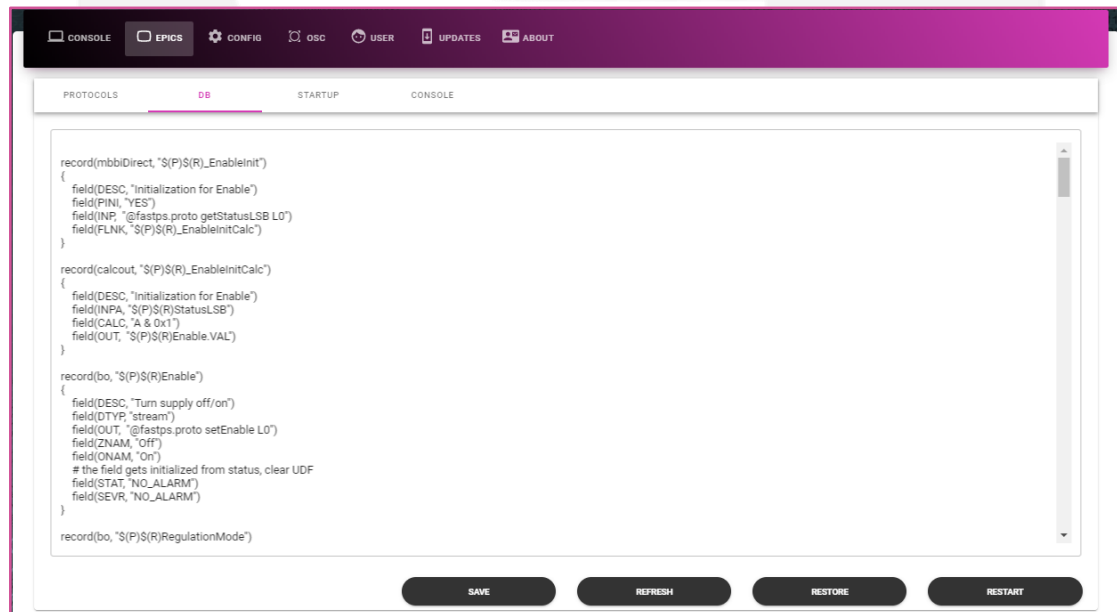 CONSOLE EPICS CONFIG OSC USER UPDATES ABOUT
PROTOCOLS DB STARTUP CONSOLE
record(mbbiDirect, "$(P)$(R)_EnableInit")
{
field(DESC, "Initialization for Enable")
field(PINI, "YES")
field(INP, "@fastps.proto getStatusLSB L0")
field(FLNK, "$(P)$(R)_EnableInitCalc")
}
record(calcout, "$(P)$(R)_EnableInitCalc")
{
field(DESC, "Initialization for Enable")
field(INPA, "$(P)$(R)StatusLSB")
field(CALC, "A & 0x1")
field(OUT, "$(P)$(R)Enable.VAL")
}
record(bo, "$(P)$(R)Enable")
{
field(DESC, "Turn supply off/on")
field(DTYP, "stream")
field(OUT, "@fastps.proto setEnable L0")
field(ZNAM, "Off")
field(ONAM, "On")
# the field gets initialized from status, clear UDF
field(STAT, "NO_ALARM")
field(SEVR, "NO_ALARM")
}
record(bo, "$(P)$(R)RegulationMode")
SAVE REFRESH RESTORE RESTART